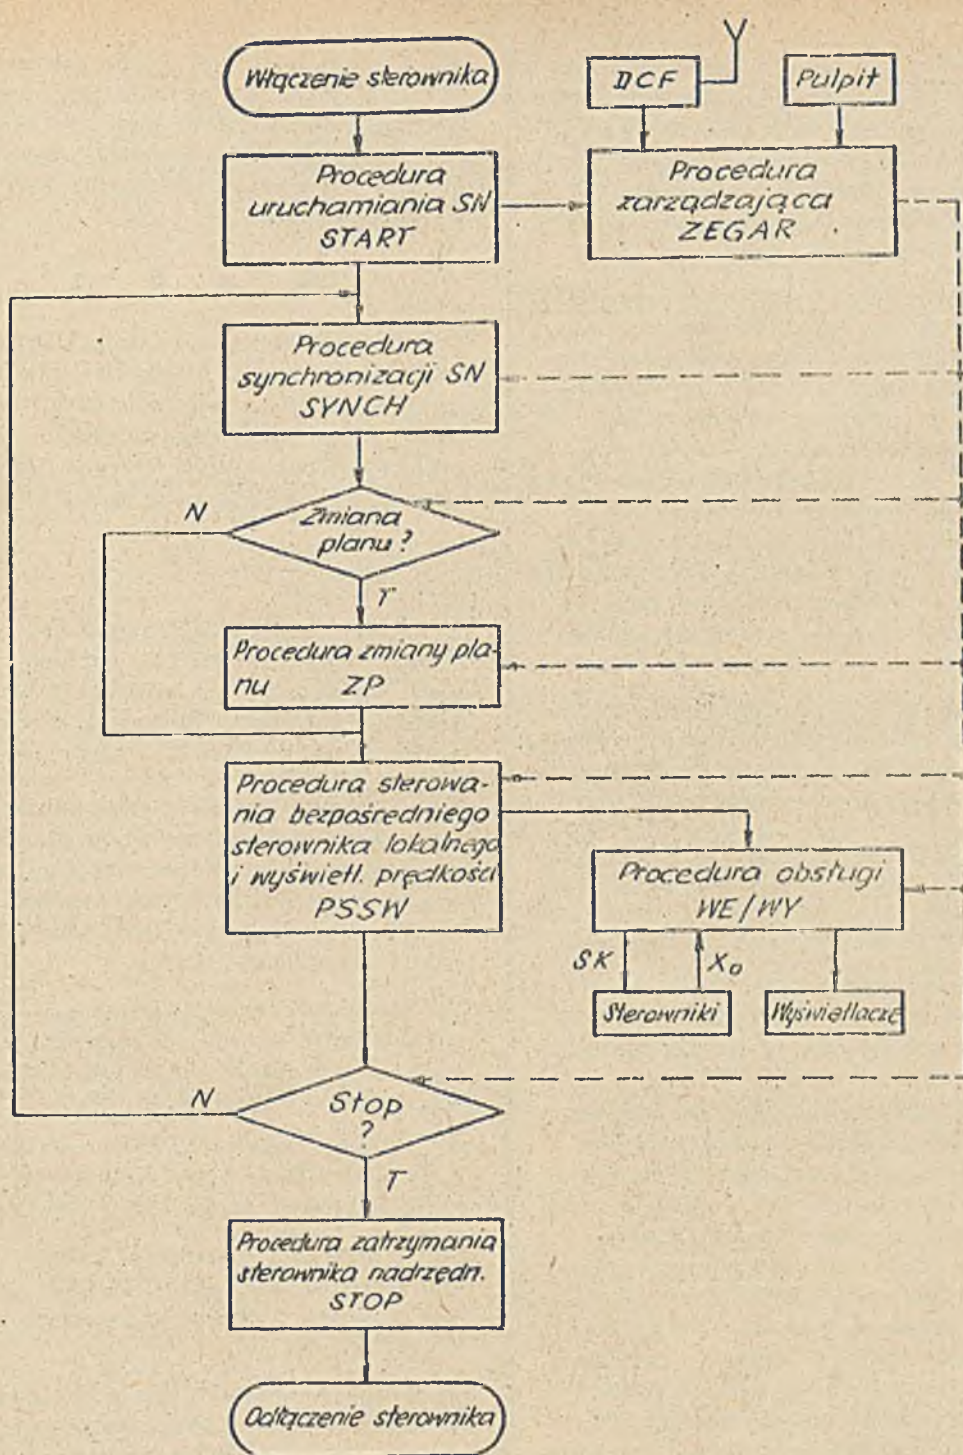 Włączenie sterownika
DCF
Pulpit
Procedura
uruchamiania SN
START
Procedura
zarządzająca
ZEGAR
Procedura
synchronizacji SN
SYNCH
N
Zmiana
planu?
T
Procedura zmiany pla-
nu ZP
Procedura sterowa-
nia bezpośredniego
sterownika lokalnego
i wyświetl. prędkości
PSSW
Procedura obsługi
WE/WY
SK
X₀
Sterowniki
Wyświetlacze
N
Stop
?
T
Procedura zatrzymania
sterownika nadrzędn.
STOP
Odłączenie sterownika